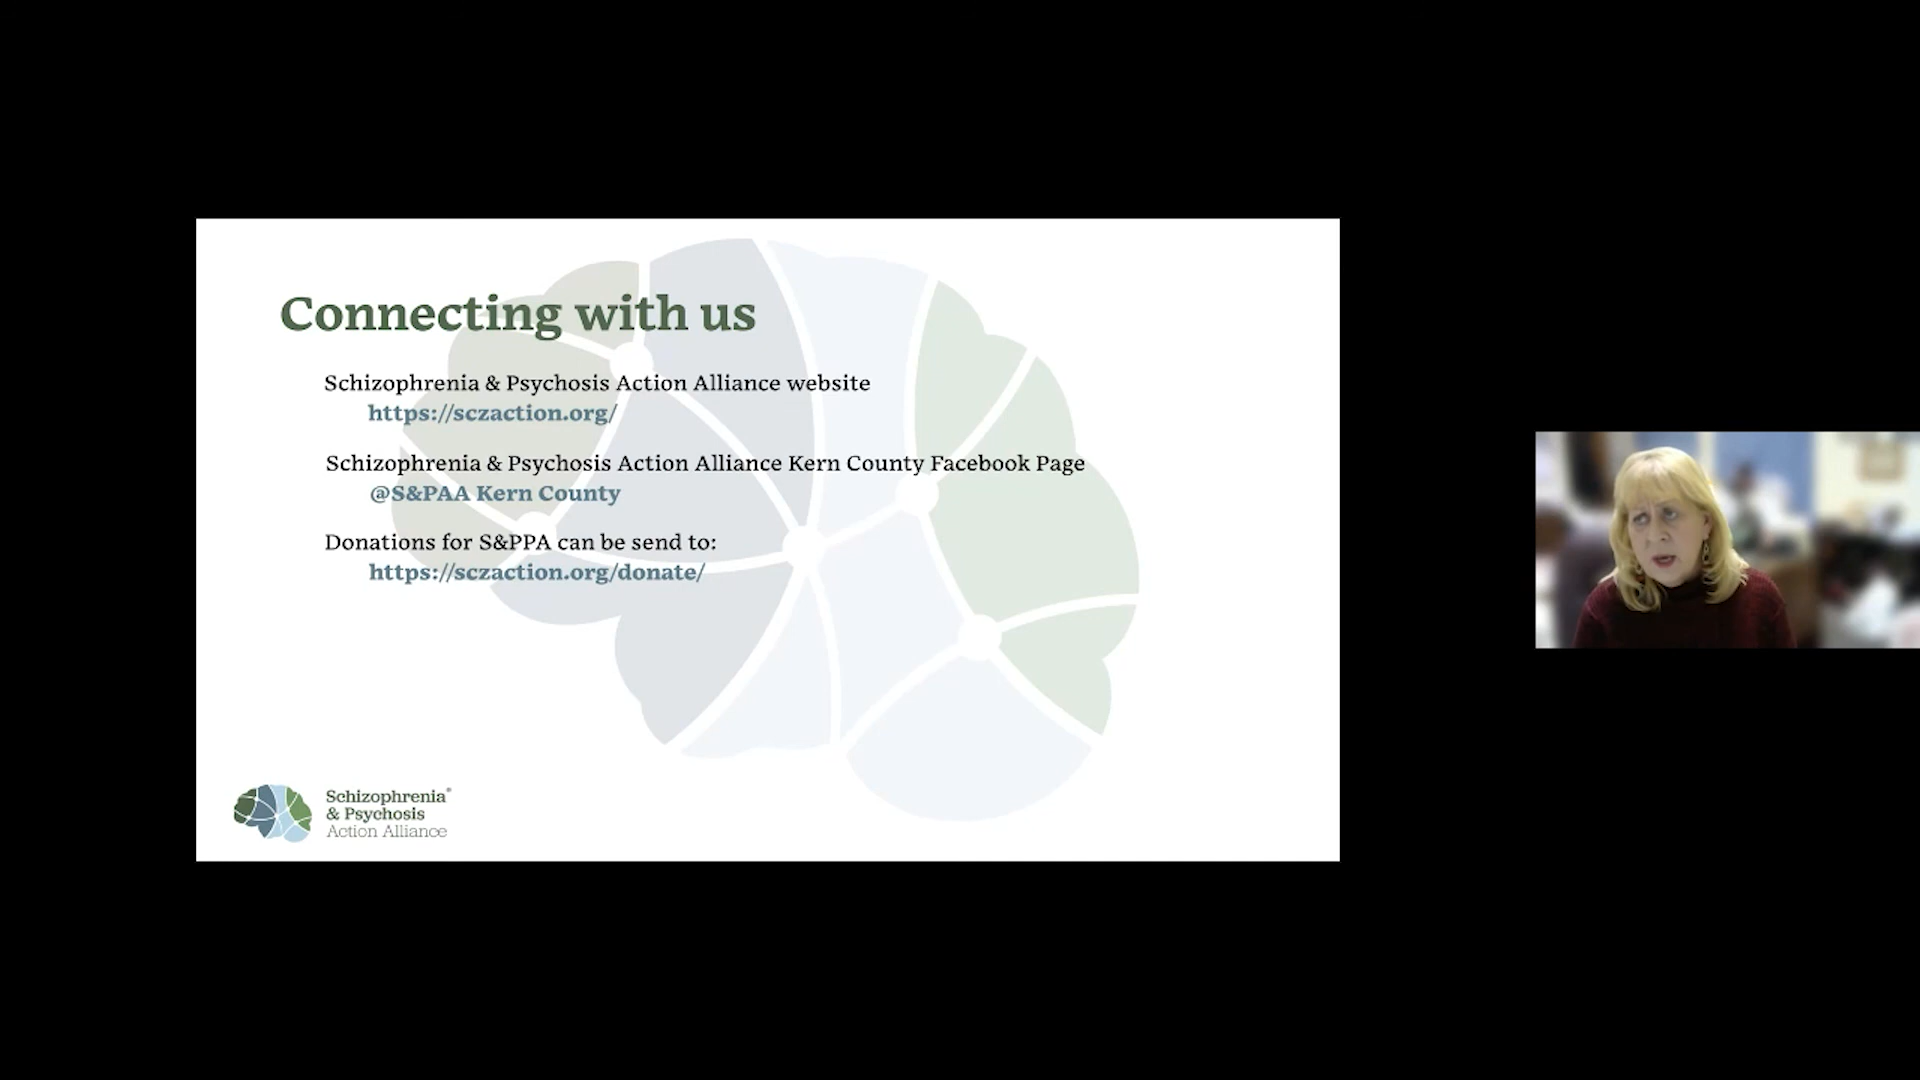 Connecting with us
Schizophrenia & Psychosis Action Alliance website
https://sczaction.org/
Schizophrenia & Psychosis Action Alliance Kern County Facebook Page
@S&PAA Kern County
Donations for S&PPA can be send to:
https://sczaction.org/donate/
Schizophrenia®
& Psychosis
Action Alliance